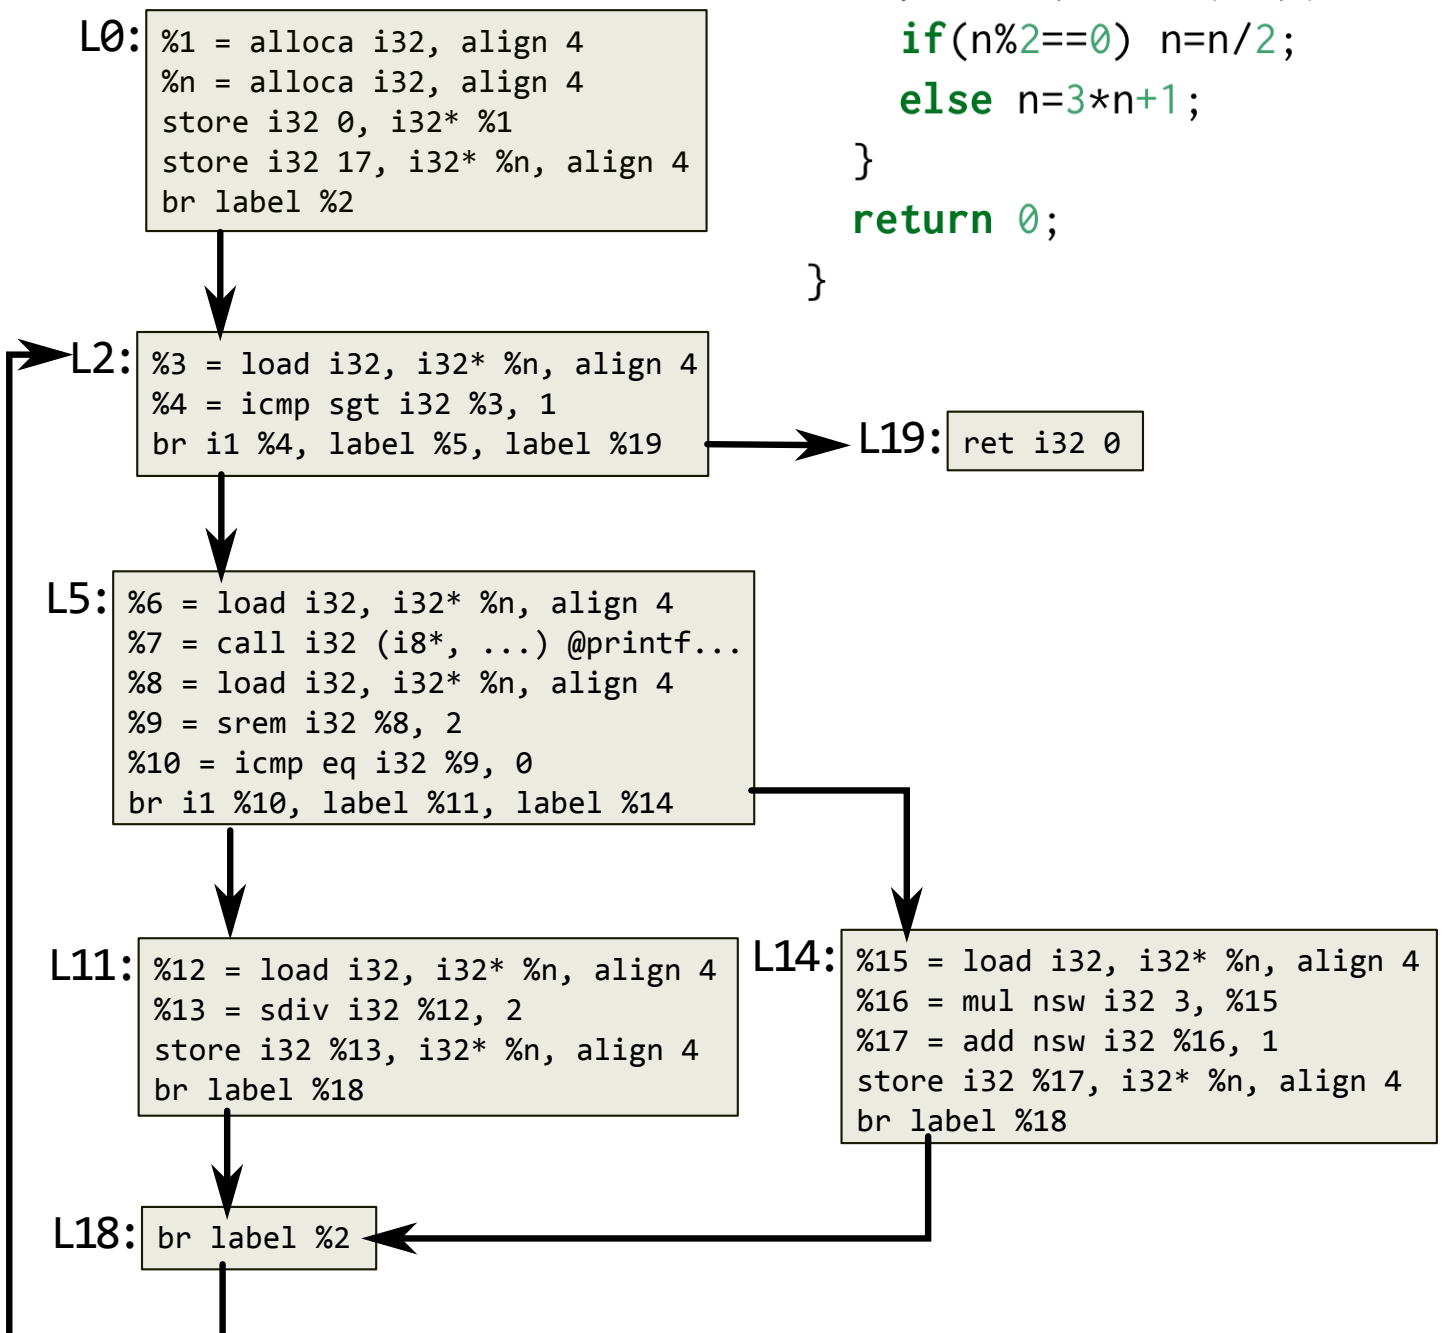 L0:
%1 = alloca i32, align 4
%n = alloca i32, align 4
store i32 0, i32* %1
store i32 17, i32* %n, align 4
br label %2
if(n%2==0) n=n/2;
else n=3*n+1;
}
return 0;
}
L2:
%3 = load i32, i32* %n, align 4
%4 = icmp sgt i32 %3, 1
br i1 %4, label %5, label %19
L19:
ret i32 0
L5:
%6 = load i32, i32* %n, align 4
%7 = call i32 (i8*, ...) @printf...
%8 = load i32, i32* %n, align 4
%9 = srem i32 %8, 2
%10 = icmp eq i32 %9, 0
br i1 %10, label %11, label %14
L11:
%12 = load i32, i32* %n, align 4
%13 = sdiv i32 %12, 2
store i32 %13, i32* %n, align 4
br label %18
L14:
%15 = load i32, i32* %n, align 4
%16 = mul nsw i32 3, %15
%17 = add nsw i32 %16, 1
store i32 %17, i32* %n, align 4
br label %18
L18:
br label %2